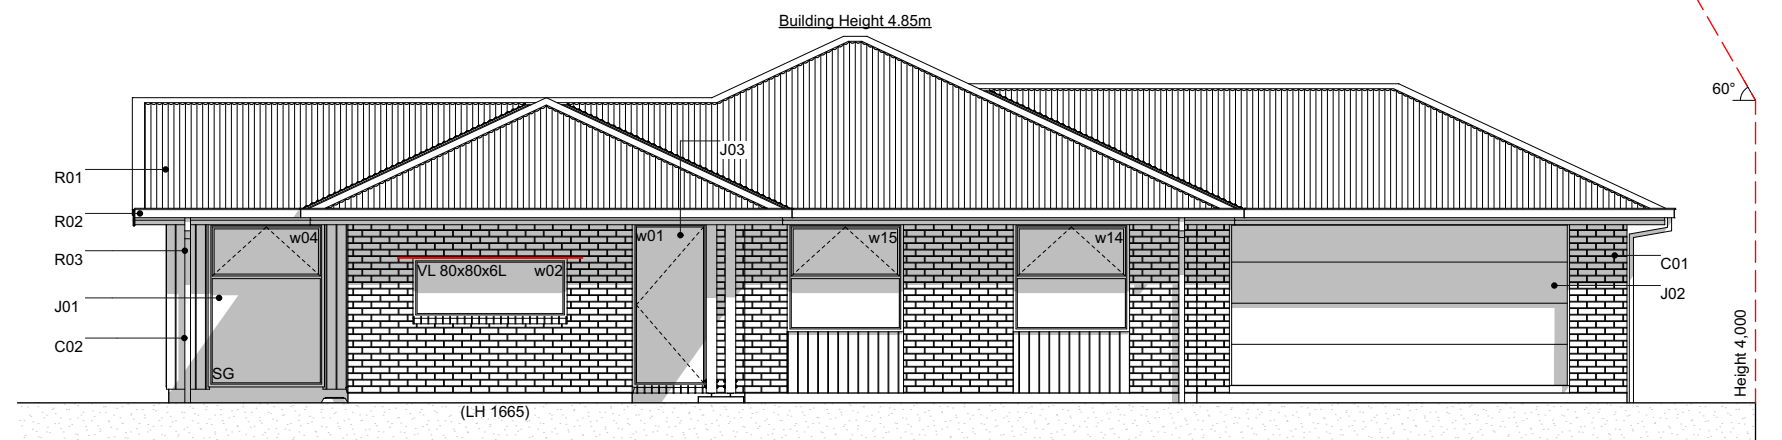 Building Height 4.85m
60°
J03
R01
R02
w04
w01
w15
w14
R03
VL 80x80x6L
w02
C01
J01
J02
C02
SG
Height 4,000
(LH 1665)